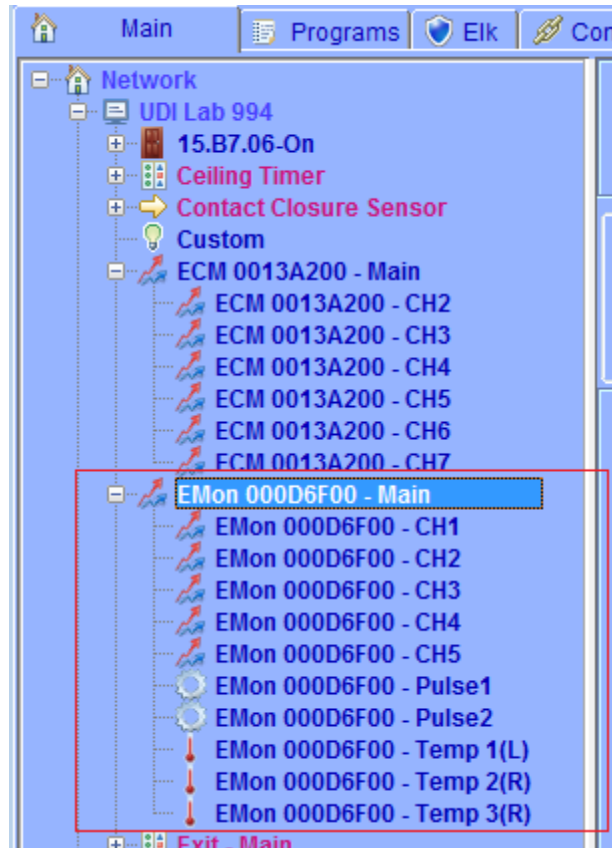 Main Programs Elk Con
Network
UDI Lab 994
15.B7.06-On
Ceiling Timer
Contact Closure Sensor
Custom
ECM 0013A200 - Main
ECM 0013A200 - CH2
ECM 0013A200 - CH3
ECM 0013A200 - CH4
ECM 0013A200 - CH5
ECM 0013A200 - CH6
ECM 0013A200 - CH7
EMon 000D6F00 - Main
EMon 000D6F00 - CH1
EMon 000D6F00 - CH2
EMon 000D6F00 - CH3
EMon 000D6F00 - CH4
EMon 000D6F00 - CH5
EMon 000D6F00 - Pulse1
EMon 000D6F00 - Pulse2
EMon 000D6F00 - Temp 1(L)
EMon 000D6F00 - Temp 2(R)
EMon 000D6F00 - Temp 3(R)
Exit - Main